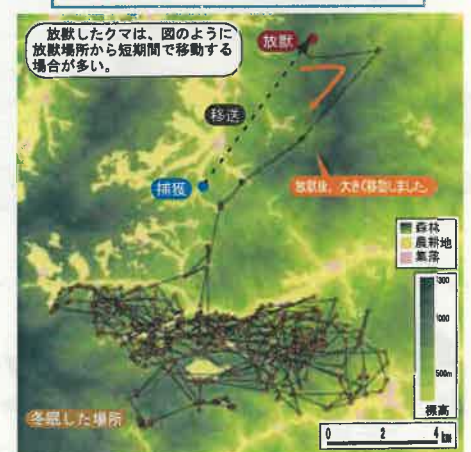 放獣したクマは、図のように
放獣場所から短期間で移動する
場合が多い。
放獣
移送
捕獲
放獣後、大きく移動しました。
森林
農耕地
集落
1000
500m
標高
冬眠した場所
0 2 4 km